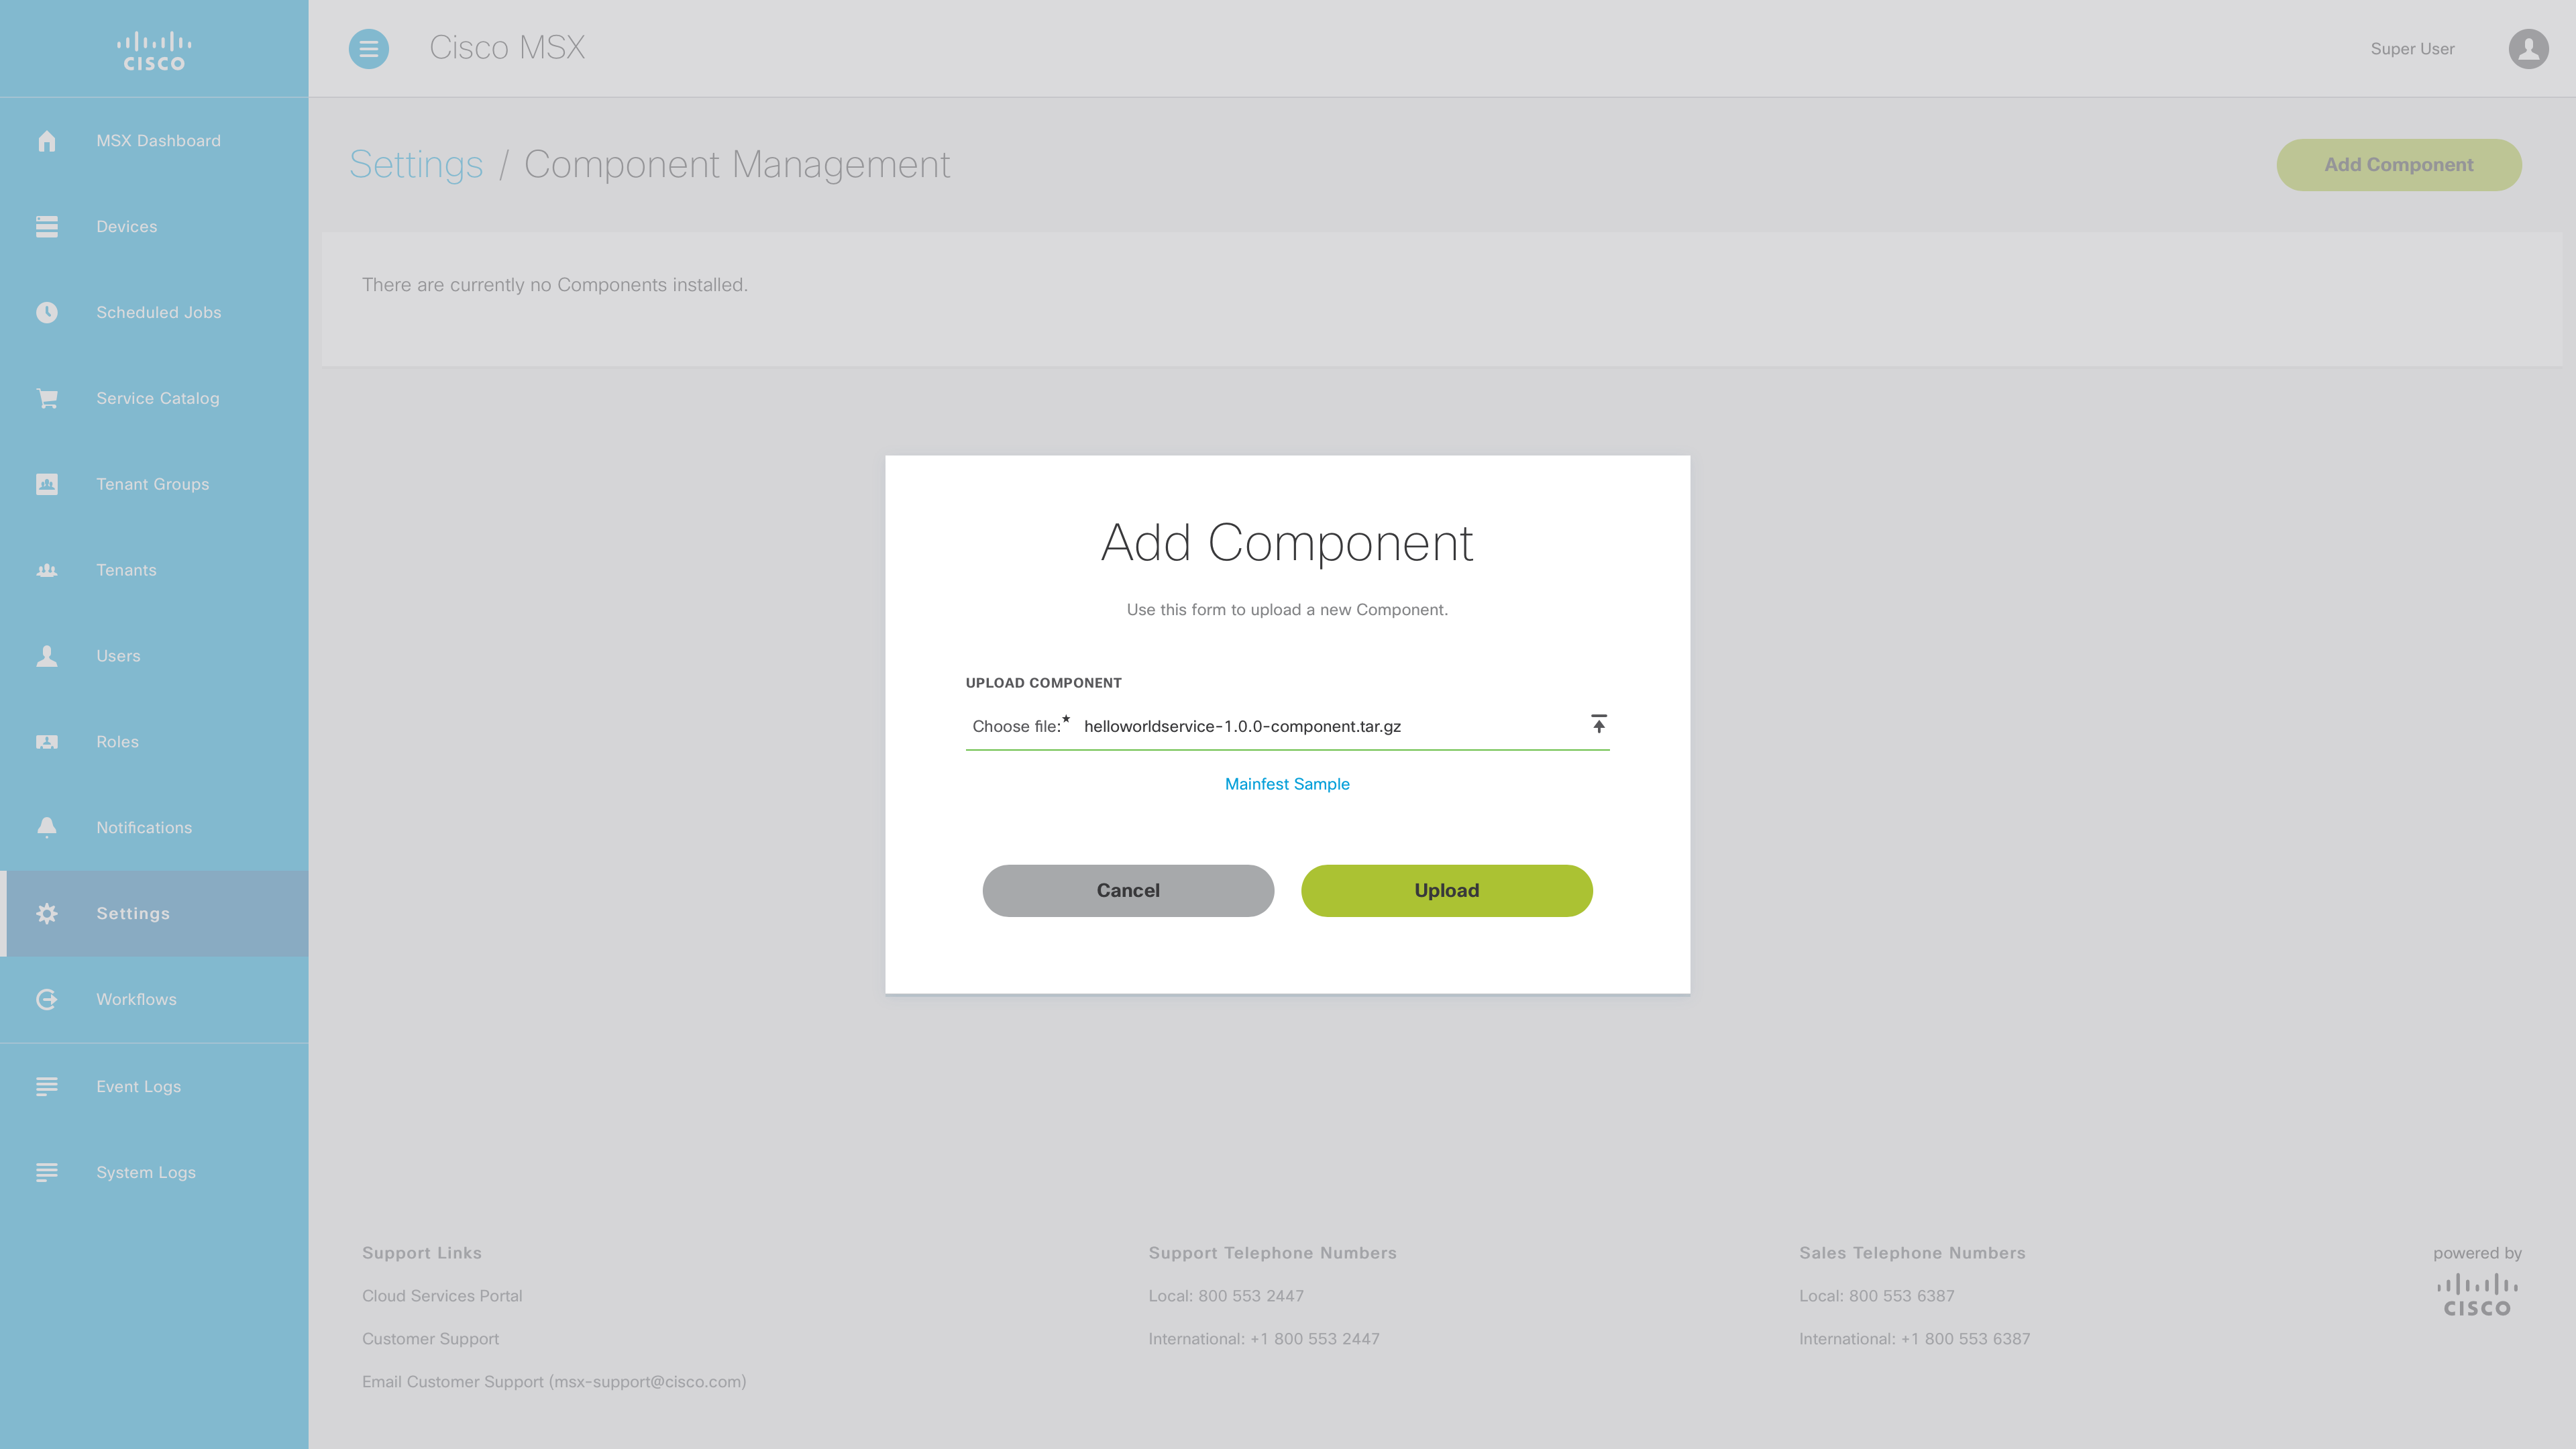 CISCO
Cisco MSX
Super User
MSX Dashboard
Devices
Scheduled Jobs
Service Catalog
Tenant Groups
Tenants
Users
Roles
Notifications
Settings
Workflows
Event Logs
System Logs
Settings / Component Management
Add Component
There are currently no Components installed.
Add Component
Use this form to upload a new Component.
UPLOAD COMPONENT
Choose file:* helloworldservice-1.0.0-component.tar.gz
Mainfest Sample
Cancel
Upload
Support Links
Cloud Services Portal
Customer Support
Email Customer Support (msx-support@cisco.com)
Support Telephone Numbers
Local: 800 553 2447
International: +1 800 553 2447
Sales Telephone Numbers
Local: 800 553 6387
International: +1 800 553 6387
powered by
CISCO